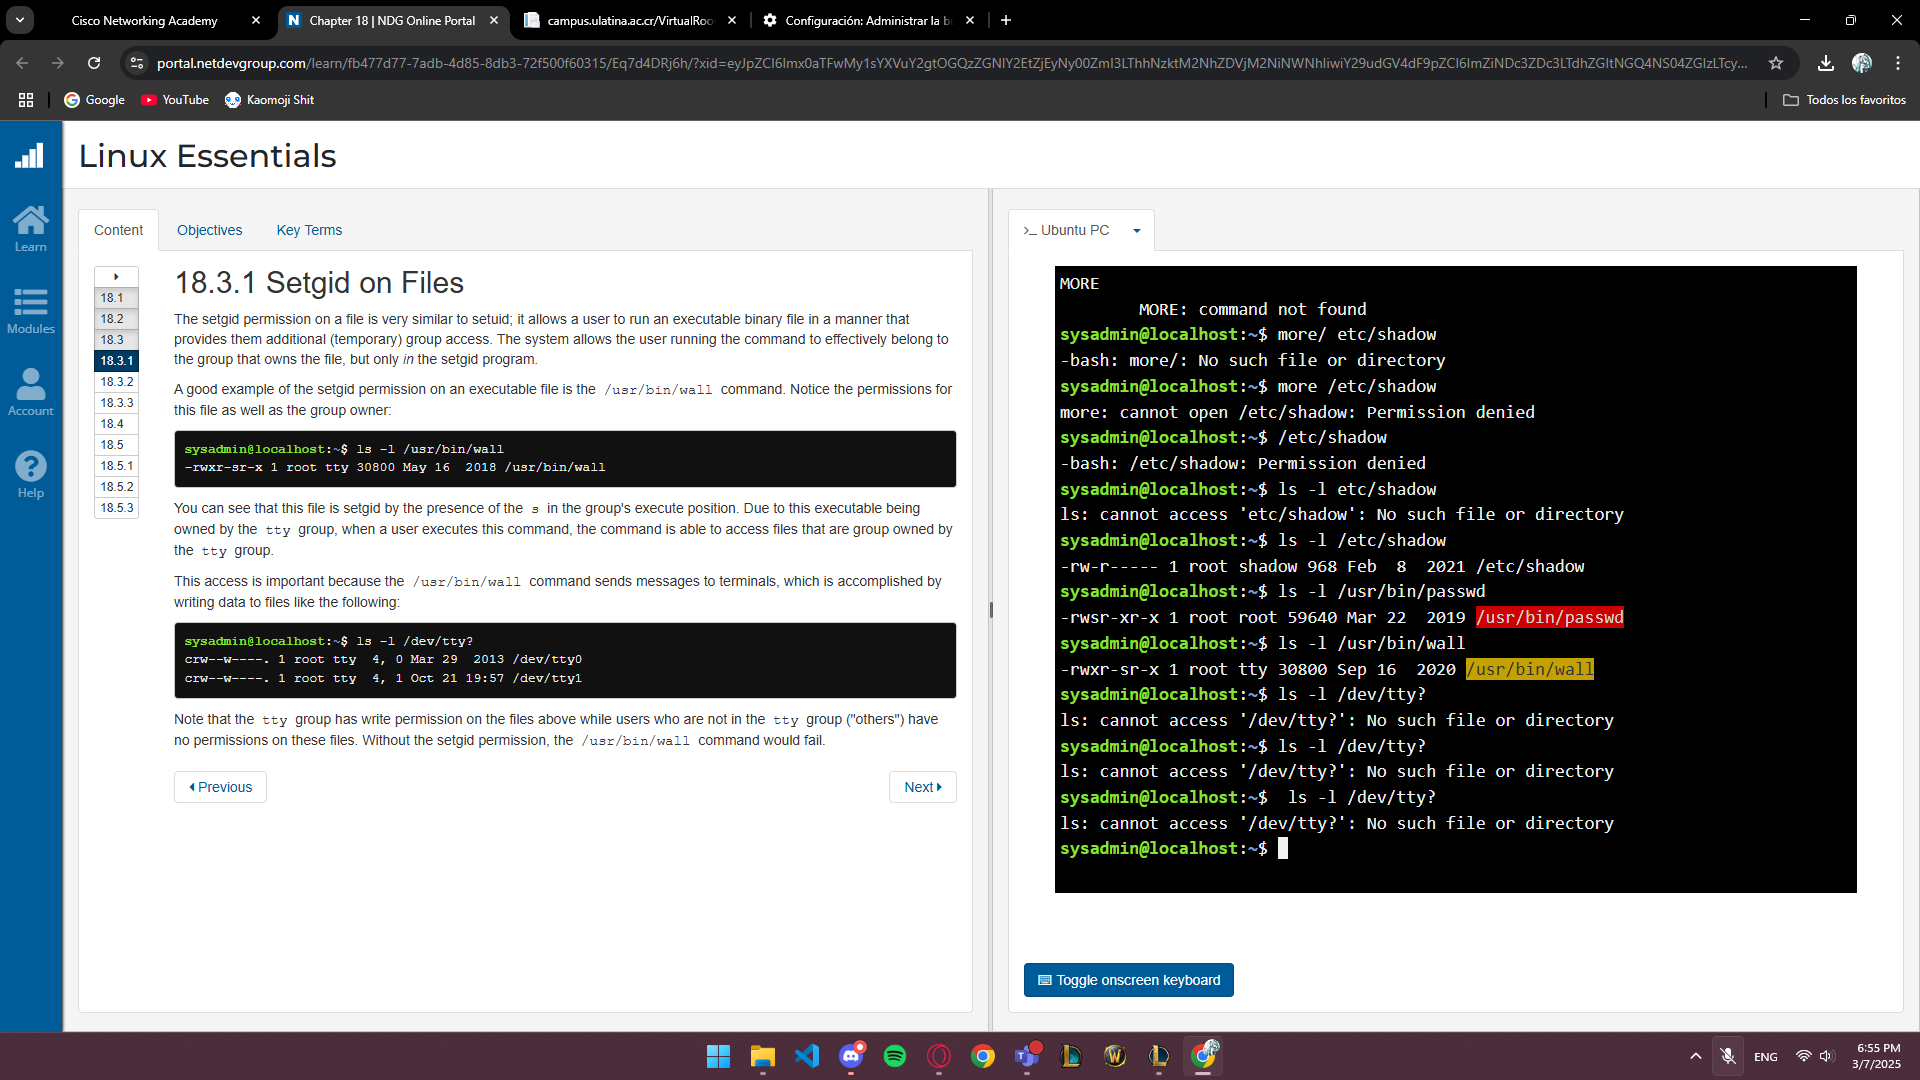 Cisco Networking Academy
Chapter 18 | NDG Online Portal
campus.ulatina.ac.cr/VirtualRoo
Configuración: Administrar la b
portal.netdevgroup.com/learn/fb477d77-7adb-4d85-8db3-72f500f60315/Eq7d4DRj6h/
Google
YouTube
Kaomoji Shit
Todos los favoritos
Linux Essentials
Learn
Modules
Account
Help
Content
Objectives
Key Terms
18.1
18.2
18.3
18.3.1
18.3.2
18.3.3
18.4
18.5
18.5.1
18.5.2
18.5.3
18.3.1 Setgid on Files
The setgid permission on a file is very similar to setuid; it allows a user to run an executable binary file in a manner that
provides them additional (temporary) group access. The system allows the user running the command to effectively belong to
the group that owns the file, but only in the setgid program.
A good example of the setgid permission on an executable file is the /usr/bin/wall command. Notice the permissions for
this file as well as the group owner:
sysadmin@localhost:~$ ls -l /usr/bin/wall
-rwxr-sr-x 1 root tty 30800 May 16  2018 /usr/bin/wall
You can see that this file is setgid by the presence of the s in the group's execute position. Due to this executable being
owned by the tty group, when a user executes this command, the command is able to access files that are group owned by
the tty group.
This access is important because the /usr/bin/wall command sends messages to terminals, which is accomplished by
writing data to files like the following:
sysadmin@localhost:~$ ls -l /dev/tty?
crw--w----. 1 root tty  4, 0 Mar 29  2013 /dev/tty0
crw--w----. 1 root tty  4, 1 Oct 21 19:57 /dev/tty1
Note that the tty group has write permission on the files above while users who are not in the tty group ("others") have
no permissions on these files. Without the setgid permission, the /usr/bin/wall command would fail.
Previous
Next
>_ Ubuntu PC
MORE
MORE: command not found
sysadmin@localhost:~$ more/ etc/shadow
-bash: more/: No such file or directory
sysadmin@localhost:~$ more /etc/shadow
more: cannot open /etc/shadow: Permission denied
sysadmin@localhost:~$ /etc/shadow
-bash: /etc/shadow: Permission denied
sysadmin@localhost:~$ ls -l etc/shadow
ls: cannot access 'etc/shadow': No such file or directory
sysadmin@localhost:~$ ls -l /etc/shadow
-rw-r----- 1 root shadow 968 Feb  8  2021 /etc/shadow
sysadmin@localhost:~$ ls -l /usr/bin/passwd
-rwsr-xr-x 1 root root 59640 Mar 22  2019 /usr/bin/passwd
sysadmin@localhost:~$ ls -l /usr/bin/wall
-rwxr-sr-x 1 root tty 30800 Sep 16  2020 /usr/bin/wall
sysadmin@localhost:~$ ls -l /dev/tty?
ls: cannot access '/dev/tty?': No such file or directory
sysadmin@localhost:~$ ls -l /dev/tty?
ls: cannot access '/dev/tty?': No such file or directory
sysadmin@localhost:~$  ls -l /dev/tty?
ls: cannot access '/dev/tty?': No such file or directory
sysadmin@localhost:~$
Toggle onscreen keyboard
ENG
6:55 PM
3/7/2025